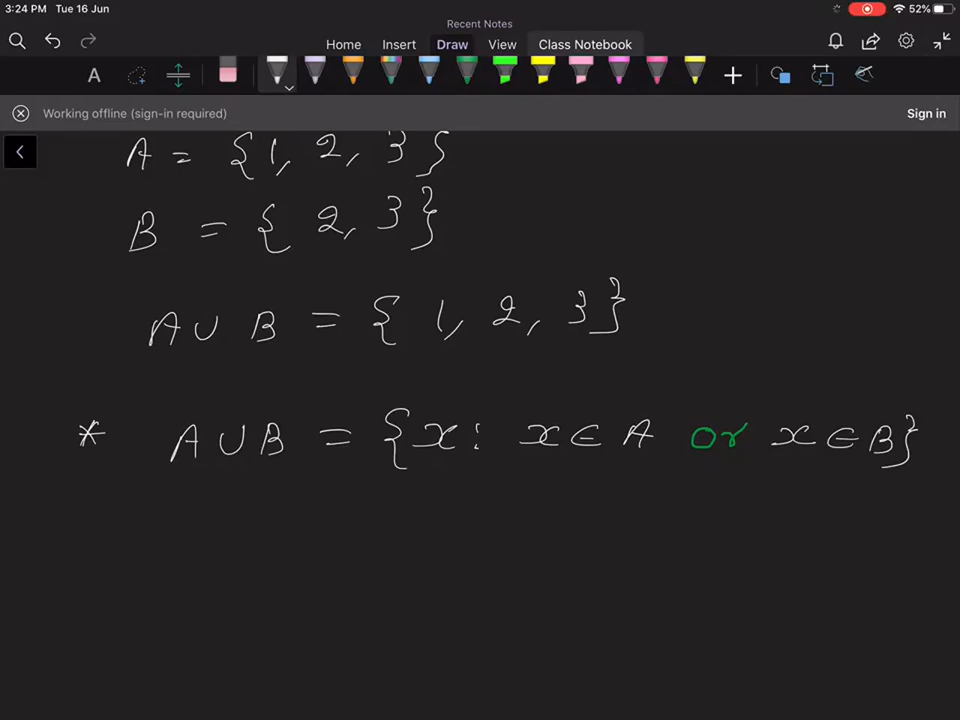 3:24 PM Tue 16 Jun 52%
Recent Notes
Home Insert Draw View Class Notebook
A
Working offline (sign-in required) Sign in
A = {1, 2, 3}
B = {2, 3}
A ∪ B = {1, 2, 3}
* A ∪ B = {x : x ∈ A or x ∈ B}